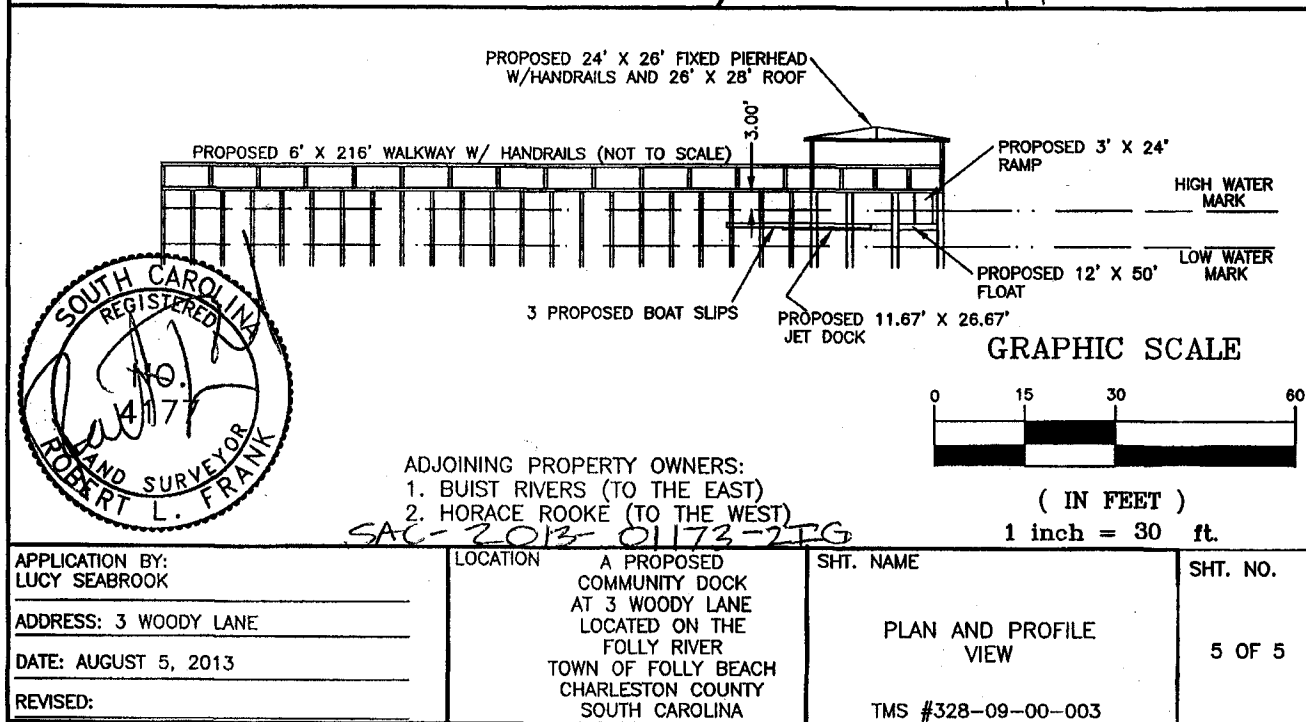 PROPOSED 24' X 26' FIXED PIERHEAD
W/HANDRAILS AND 26' X 28' ROOF
3.00'
PROPOSED 6' X 216' WALKWAY W/ HANDRAILS (NOT TO SCALE)
PROPOSED 3' X 24'
RAMP
HIGH WATER
MARK
LOW WATER
MARK
PROPOSED 12' X 50'
FLOAT
3 PROPOSED BOAT SLIPS
PROPOSED 11.67' X 26.67'
JET DOCK
SOUTH CAROLINA
REGISTERED
NO.
4177
LAND SURVEYOR
ROBERT L. FRANK
GRAPHIC SCALE
0 15 30 60
( IN FEET )
1 inch = 30 ft.
ADJOINING PROPERTY OWNERS:
1. BUIST RIVERS (TO THE EAST)
2. HORACE ROOKE (TO THE WEST)
SAC-2013-01173-2IG
APPLICATION BY:
LUCY SEABROOK
ADDRESS: 3 WOODY LANE
DATE: AUGUST 5, 2013
REVISED:
LOCATION
A PROPOSED
COMMUNITY DOCK
AT 3 WOODY LANE
LOCATED ON THE
FOLLY RIVER
TOWN OF FOLLY BEACH
CHARLESTON COUNTY
SOUTH CAROLINA
SHT. NAME
PLAN AND PROFILE
VIEW
TMS #328-09-00-003
SHT. NO.
5 OF 5